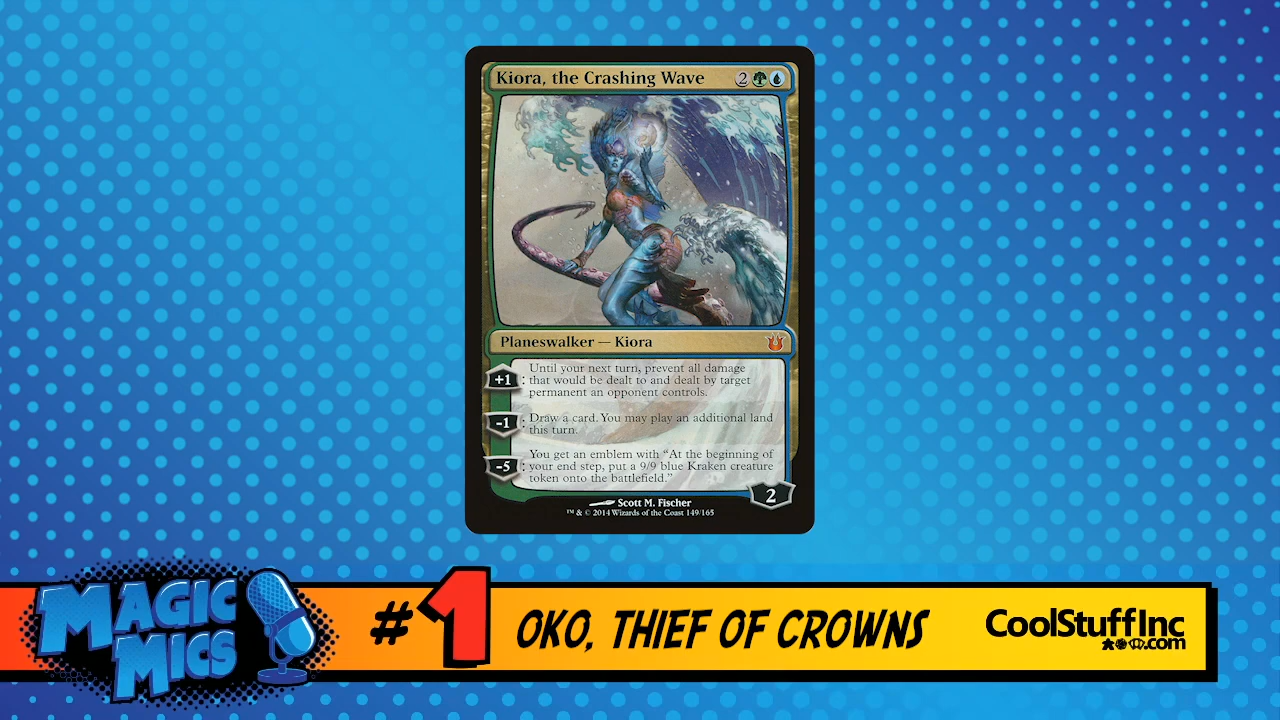 Kiora, the Crashing Wave 2
Planeswalker — Kiora
+1 : Until your next turn, prevent all damage
that would be dealt to and dealt by target
permanent an opponent controls.
-1 : Draw a card. You may play an additional land
this turn.
You get an emblem with “At the beginning of
-5 : your end step, put a 9/9 blue Kraken creature
token onto the battlefield.”
2
Scott M. Fischer
™ & © 2014 Wizards of the Coast 149/165
MAGIC
MICS
#1 OKO, THIEF OF CROWNS
CoolStuffInc
.com